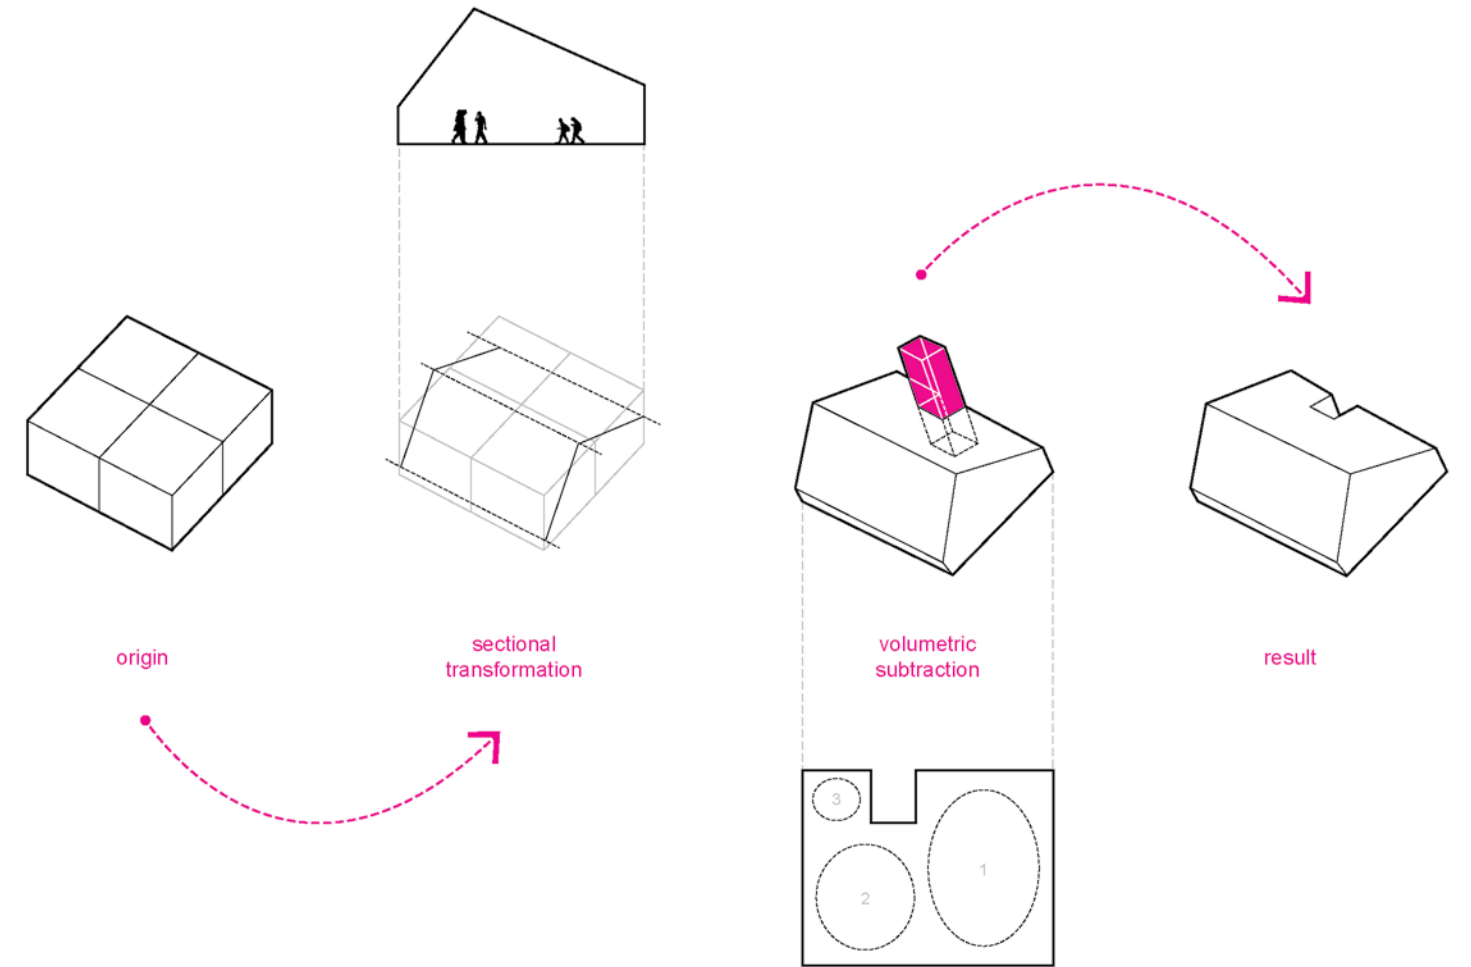 origin
sectional
transformation
volumetric
subtraction
result
3
1
2